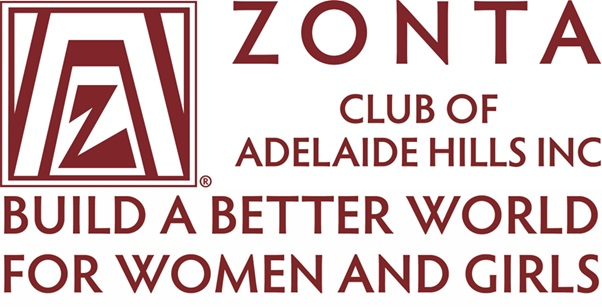 ZONTA
CLUB OF
ADELAIDE HILLS INC
®
BUILD A BETTER WORLD
FOR WOMEN AND GIRLS